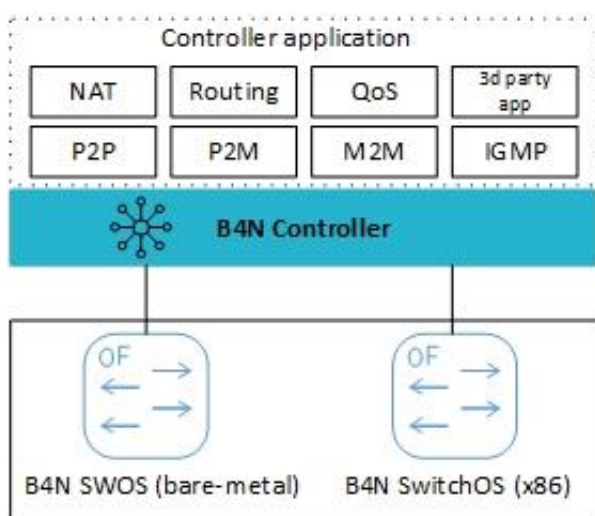 Controller application
NAT Routing QoS 3d party
app
P2P P2M M2M IGMP
B4N Controller
OF OF
B4N SWOS (bare-metal) B4N SwitchOS (x86)